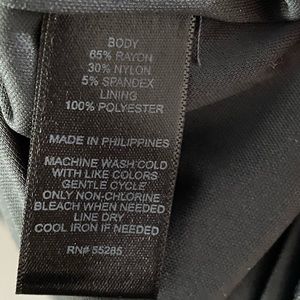 BODY
65% RAYON
30% NYLON
5% SPANDEX
LINING
100% POLYESTER
MADE IN PHILIPPINES
MACHINE WASH COLD
WITH LIKE COLORS
GENTLE CYCLE
ONLY NON-CHLORINE
BLEACH WHEN NEEDED
LINE DRY
COOL IRON IF NEEDED
RN# 55285